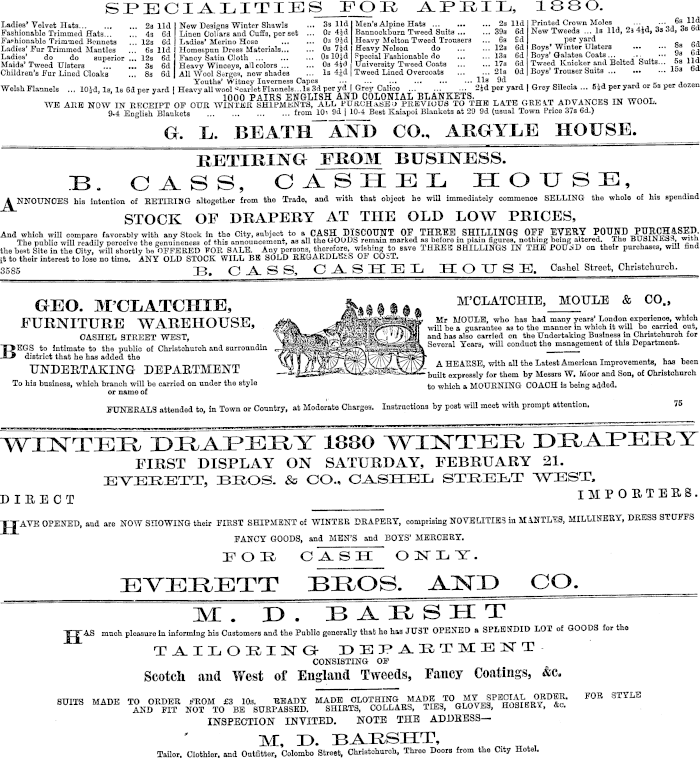 SPECIALITIES FOR APRIL, 1880.
Ladies' Velvet Hats... ... ... 2s 11d
Fashionable Trimmed Hats... ... 4s 6d
Fashionable Trimmed Bonnets ... 12s 6d
Ladies' Fur Trimmed Mantles ... 6s 11d
Ladies' do do superior ... 12s 6d
Maids' Tweed Ulsters ... ... 3s 6d
Children's Fur Lined Cloaks ... 8s 6d
New Designs Winter Shawls ... 3s 11d
Linen Collars and Cuffs, per set ... 0s 4½d
Ladies' Merino Hose ... ... 0s 9½d
Homespun Dress Materials... ... 0s 7½d
Fancy Satin Cloth ... ... 0s 10½d
Heavy Winceys, all colors ... ... 0s 4½d
All Wool Serges, new shades 1s 4½d
Men's Alpine Hats ... ... ... 2s 11d
Bannockburn Tweed Suits ... ... 39s 6d
Heavy Melton Trowers ... 6s 9d
Heavy Nelson do ... ... 12s 6d
Special Fashionable do ... ... 13s 6d
University Tweed Coats ... ... 17s 6d
Tweed Lined Overcoats ... 21s 0d
Printed Crown Moles ... ... 6s 11d
New Tweeds ... 1s 11d, 2s 4½d, 3s 3d, 3s 6d
per yard
Boys' Winter Ulsters ... ... 8s 6d
Boys' Galatea Coats ... ... ... 9s 6d
Tweed Knicker and Belted Suits... 5s 11d
Boys' Trouser Suits ... ... ... 15s 6d
Youths' Witney Inverness Capes ... ... ... 11s 9d
Welsh Flannels ... 10½d, 1s, 1s 6d per yard | Heavy all wool Scarlet Flannels...1s 3d per yd | Grey Calico ... ... ... 2½d per yard | Grey Silecia ... 5½d per yard or 5s per dozen
1000 PAIRS ENGLISH AND COLONIAL BLANKETS.
WE ARE NOW IN RECEIPT OF OUR WINTER SHIPMENTS, ALL PURCHASED PREVIOUS TO THE LATE GREAT ADVANCES IN WOOL.
9-4 English Blankets ... ... ... ... ... from 10s 9d | 10-4 Best Kaiapoi Blankets at 29 9d (usual Town Price 37s 6d.)
G. L. BEATH AND CO., ARGYLE HOUSE.
RETIRING FROM BUSINESS.
B. CASS, CASHEL HOUSE,
ANNOUNCES his intention of RETIRING altogether from the Trade, and with that object he will immediately commence SELLING the whole of his spendind
STOCK OF DRAPERY AT THE OLD LOW PRICES,
And which will compare favorably with any Stock in the City, subject to a CASH DISCOUNT OF THREE SHILLINGS OFF EVERY POUND PURCHASED.
The public will readily perceive the genuineness of this announcement, as all the GOODS remain marked as before in plain figures, nothing being altered. The BUSINESS, with
the best Site in the City, will shortly be OFFERED FOR SALE. Any persons, therefore, wishing to save THREE SHILLINGS IN THE POUND on their purchases, will find
it to their interest to lose no time. ANY OLD STOCK WILL BE SOLD REGARDLESS OF COST.
3585 B. CASS, CASHEL HOUSE, Cashel Street, Christchurch.
GEO. M'CLATCHIE,
FURNITURE WAREHOUSE,
CASHEL STREET WEST,
BEGS to intimate to the public of Christchurch and surroundin
district that he has added the
UNDERTAKING DEPARTMENT
To his business, which branch will be carried on under the style
or name of
M'CLATCHIE, MOULE & CO.,
Mr MOULE, who has had many years' London experience, which
will be a guarantee as to the manner in which it will be carried out,
and has also carried on the Undertaking Business in Christchurch for
Several Years, will conduct the management of this Department.
A HEARSE, with all the Latest American Improvements, has been
built expressly for them by Messrs W. Moor and Son, of Christchurch
to which a MOURNING COACH is being added.
FUNERALS attended to, in Town or Country, at Moderate Charges. Instructions by post will meet with prompt attention. 75
WINTER DRAPERY 1880 WINTER DRAPERY
FIRST DISPLAY ON SATURDAY, FEBRUARY 21.
EVERETT, BROS. & CO., CASHEL STREET WEST,
DIRECT IMPORTERS.
HAVE OPENED, and are NOW SHOWING their FIRST SHIPMENT of WINTER DRAPERY, comprising NOVELITIES in MANTLES, MILLINERY, DRESS STUFFS
FANCY GOODS, and MEN'S and BOYS' MERCERY.
FOR CASH ONLY.
EVERETT BROS. AND CO.
M. D. BARSHT
HAS much pleasure in informing his Customers and the Public generally that he has JUST OPENED A SPLENDID LOT of GOODS for the
TAILORING DEPARTMENT
CONSISTING OF
Scotch and West of England Tweeds, Fancy Coatings, &c.
SUITS MADE TO ORDER FROM £3 10s. READY MADE CLOTHING MADE TO MY SPECIAL ORDER. FOR STYLE
AND FIT NOT TO BE SURPASSED. SHIRTS, COLLARS, TIES, GLOVES, HOSIERY, &c.
INSPECTION INVITED. NOTE THE ADDRESS—
M. D. BARSHT,
Tailor, Clothier, and Outfitter, Colombo Street, Christchurch, Three Doors from the City Hotel.